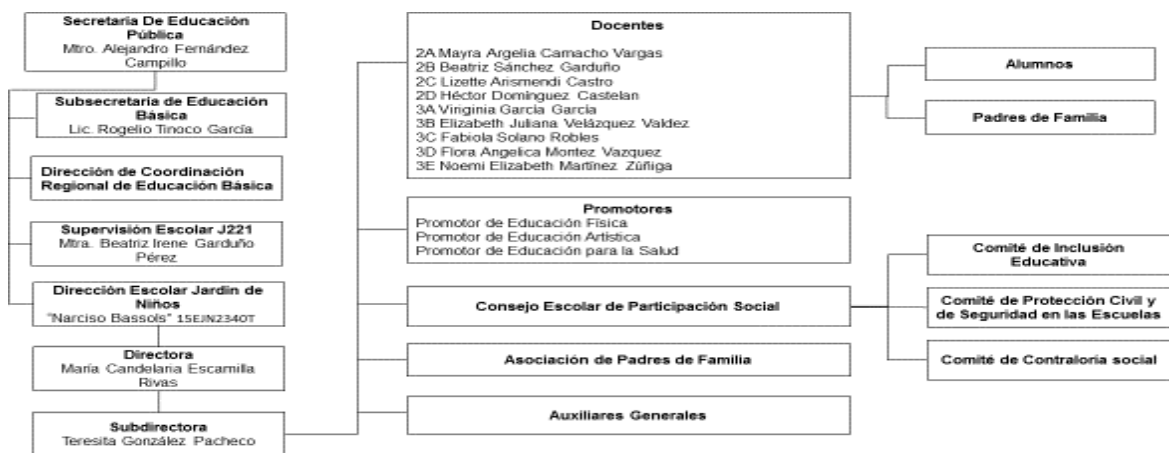 Secretaria De Educación
Pública
Mtro. Alejandro Fernández
Campillo
Subsecretaria de Educación
Básica
Lic. Rogelio Tinoco García
Dirección de Coordinación
Regional de Educación Básica
Supervisión Escolar J221
Mtra. Beatriz Irene Garduño
Pérez
Dirección Escolar Jardín de
Niños
"Narciso Bassols" 15EJN2340T
Directora
María Candelaria Escamilla
Rivas
Subdirectora
Teresita González Pacheco
Docentes
2A Mayra Argelia Camacho Vargas
2B Beatriz Sánchez Garduño
2C Lizette Arismendi Castro
2D Héctor Domínguez Castelan
3A Viriginia García García
3B Elizabeth Juliana Velázquez Valdez
3C Fabiola Solano Robles
3D Flora Angelica Montez Vazquez
3E Noemi Elizabeth Martínez Zúñiga
Promotores
Promotor de Educación Física
Promotor de Educación Artística
Promotor de Educación para la Salud
Consejo Escolar de Participación Social
Asociación de Padres de Familia
Auxiliares Generales
Alumnos
Padres de Familia
Comité de Inclusión
Educativa
Comité de Protección Civil y
de Seguridad en las Escuelas
Comité de Contraloría social